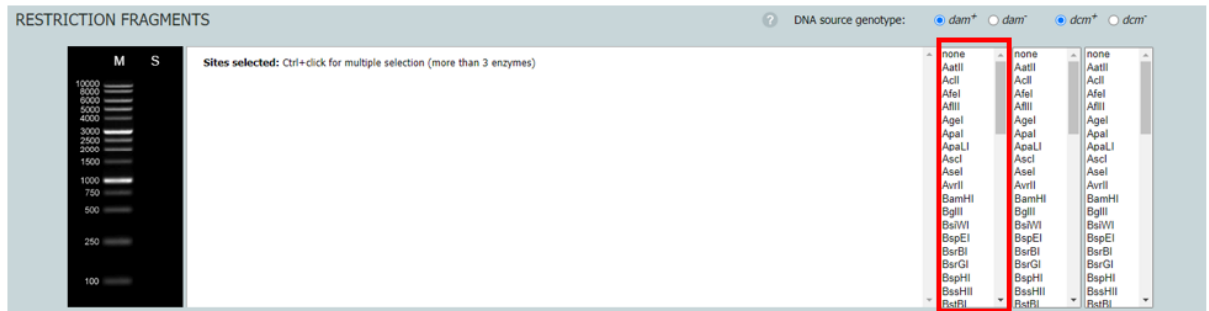 RESTRICTION FRAGMENTS
? DNA source genotype: dam+ dam- dcm+ dcm-
M S
10000
8000
6000
5000
4000
3000
2500
2000
1500
1000
750
500
250
100
Sites selected: Ctrl+click for multiple selection (more than 3 enzymes)
none
AatII
AclI
AfeI
AflII
AgeI
ApaI
ApaLI
AscI
AseI
AvrII
BamHI
BglII
BsiWI
BspEI
BsrBI
BsrGI
BspHI
BssHII
BstBI
none
AatII
AclI
AfeI
AflII
AgeI
ApaI
ApaLI
AscI
AseI
AvrII
BamHI
BglII
BsiWI
BspEI
BsrBI
BsrGI
BspHI
BssHII
BstBI
none
AatII
AclI
AfeI
AflII
AgeI
ApaI
ApaLI
AscI
AseI
AvrII
BamHI
BglII
BsiWI
BspEI
BsrBI
BsrGI
BspHI
BssHII
BstBI